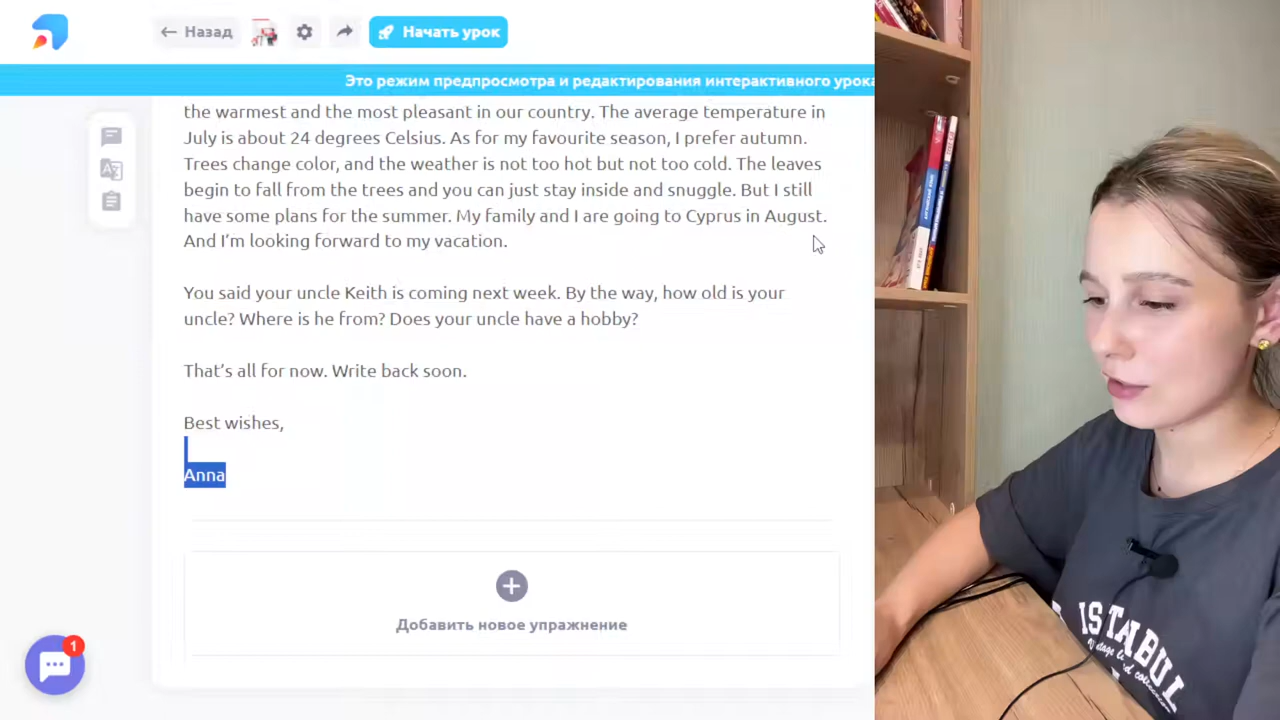 Назад
Начать урок
Это режим предпросмотра и редактирования интерактивного урока
the warmest and the most pleasant in our country. The average temperature in
July is about 24 degrees Celsius. As for my favourite season, I prefer autumn.
Trees change color, and the weather is not too hot but not too cold. The leaves
begin to fall from the trees and you can just stay inside and snuggle. But I still
have some plans for the summer. My family and I are going to Cyprus in August.
And I’m looking forward to my vacation.
You said your uncle Keith is coming next week. By the way, how old is your
uncle? Where is he from? Does your uncle have a hobby?
That’s all for now. Write back soon.
Best wishes,
Anna
Добавить новое упражнение
1
ISTABUL